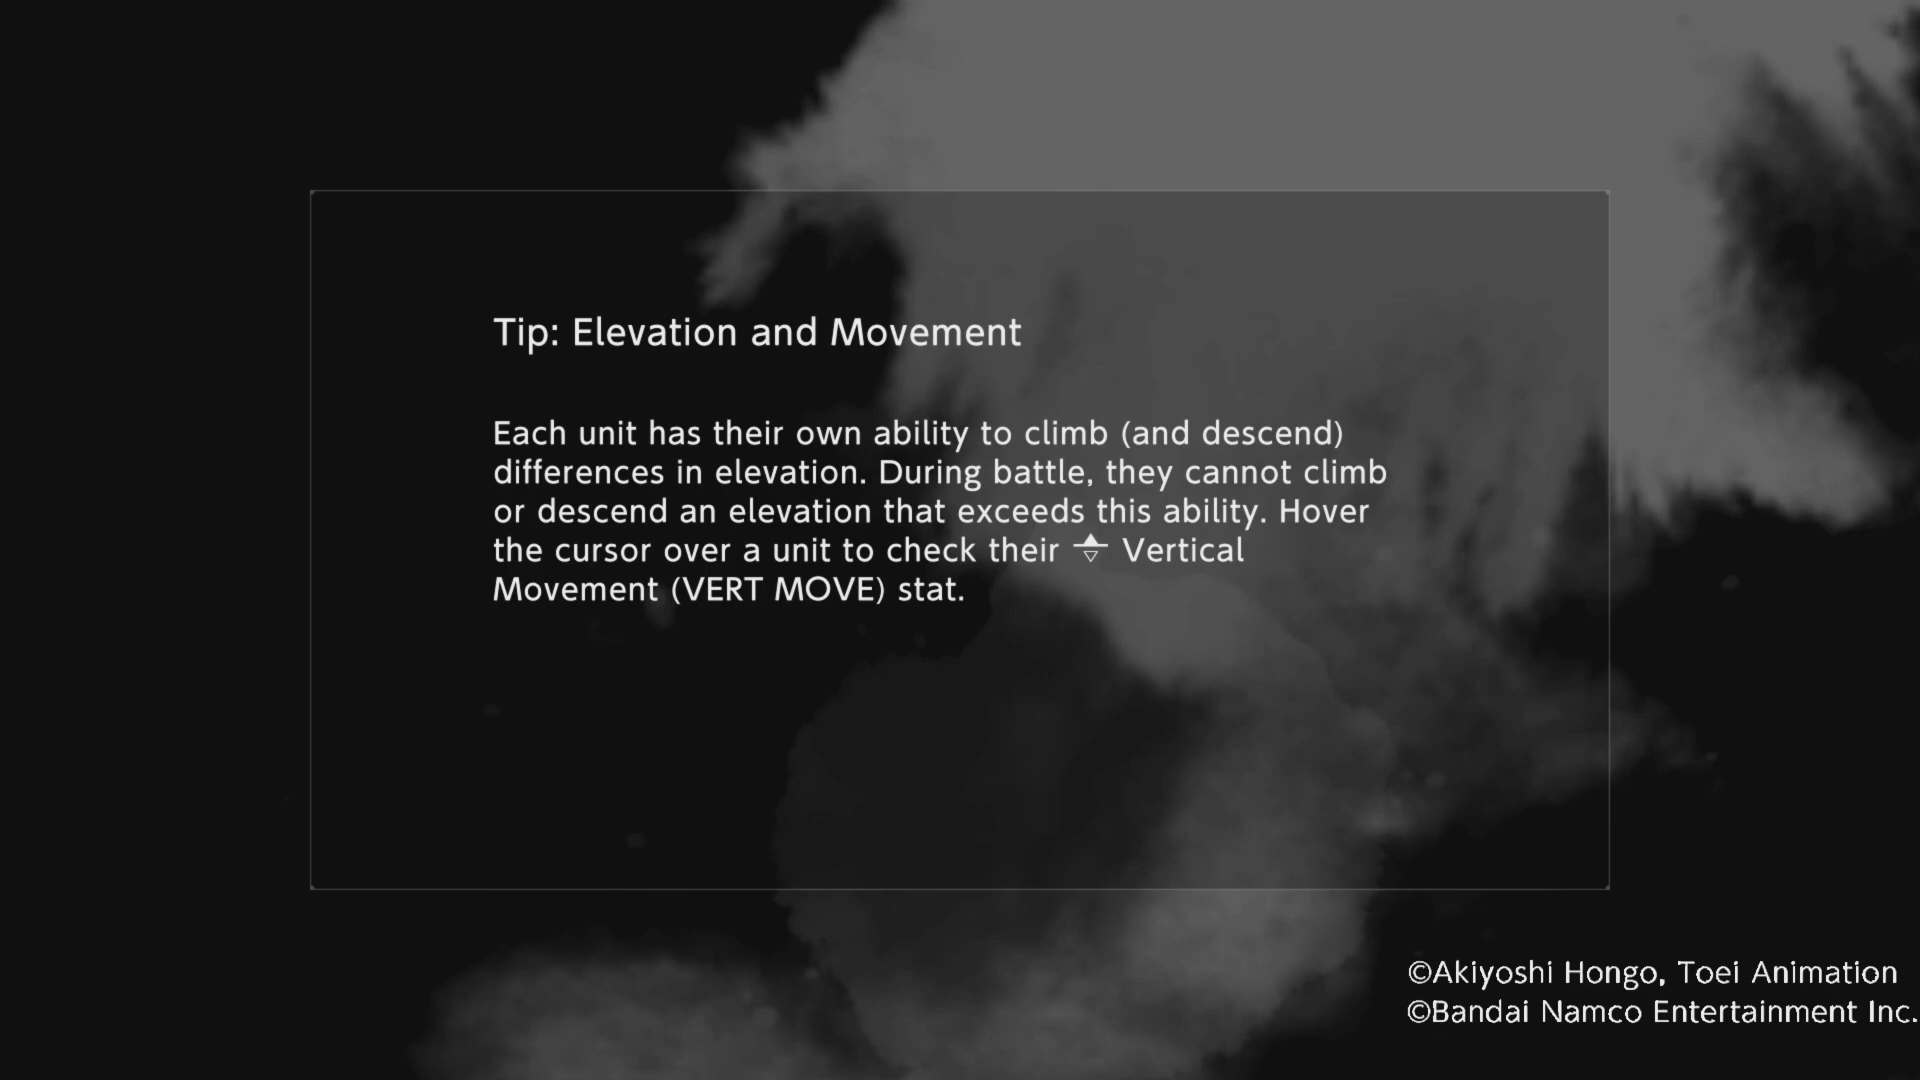 Tip: Elevation and Movement
Each unit has their own ability to climb (and descend)
differences in elevation. During battle, they cannot climb
or descend an elevation that exceeds this ability. Hover
the cursor over a unit to check their Vertical
Movement (VERT MOVE) stat.
©Akiyoshi Hongo, Toei Animation
©Bandai Namco Entertainment Inc.